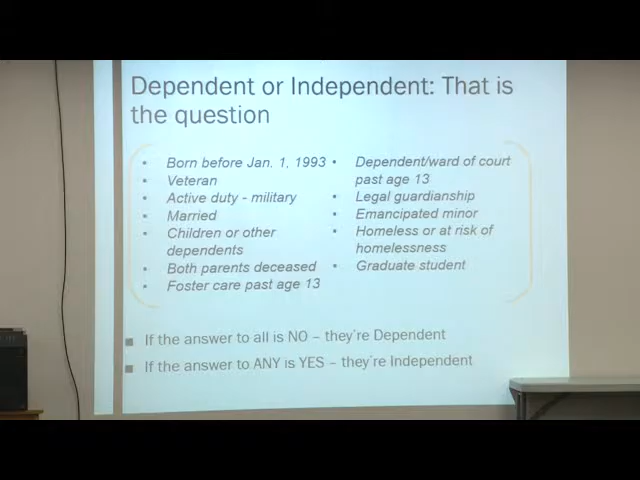 Dependent or Independent: That is
the question
Born before Jan. 1, 1993
Veteran
Active duty - military
Married
Children or other
dependents
Both parents deceased
Foster care past age 13
Dependent/ward of court
past age 13
Legal guardianship
Emancipated minor
Homeless or at risk of
homelessness
Graduate student
If the answer to all is NO – they're Dependent
If the answer to ANY is YES – they're Independent